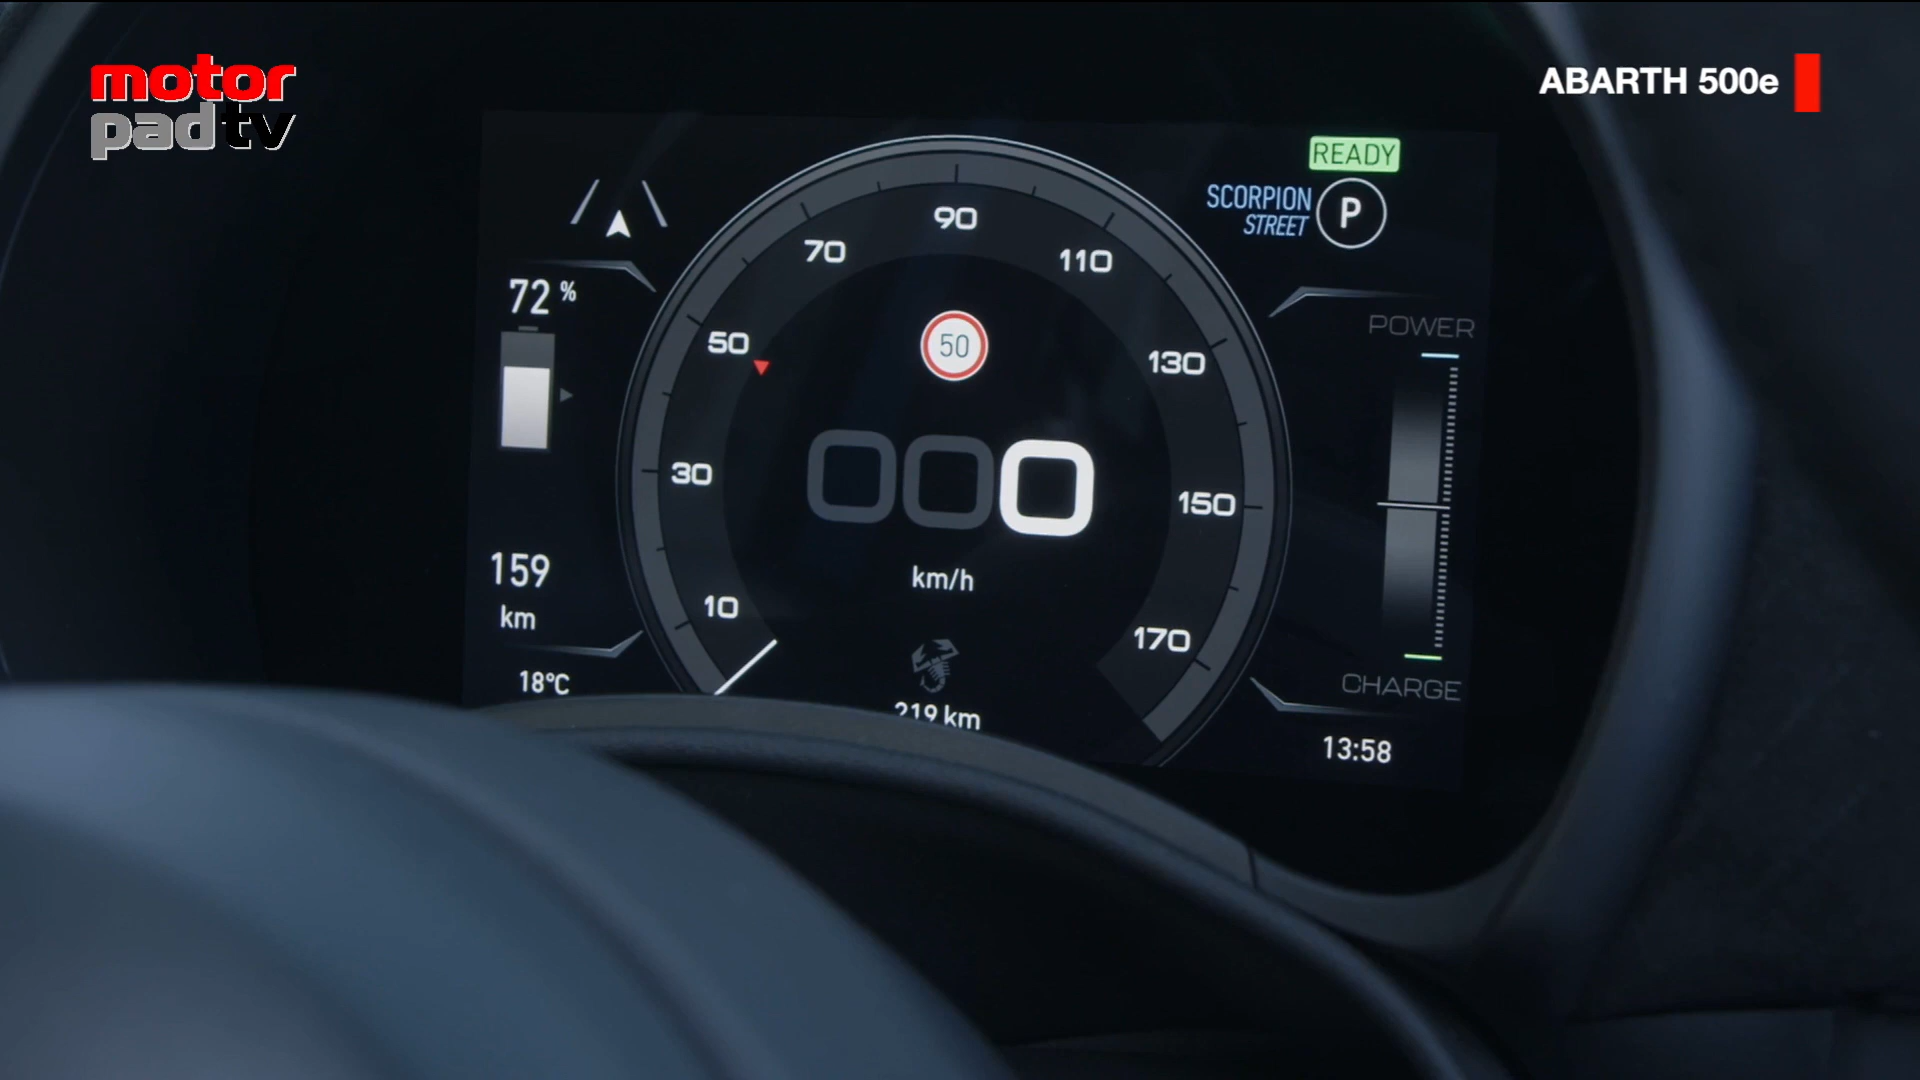 motor
padtv
ABARTH 500e
READY
SCORPION
STREET
P
72 %
159
km
18°C
10
30
50
70
90
110
130
150
170
50
000
km/h
219 km
POWER
CHARGE
13:58